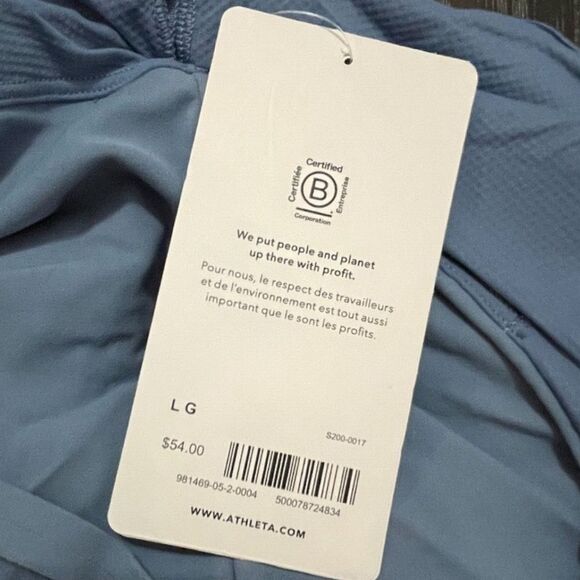 Certified
Certifiée
B
Entreprise
Corporation
We put people and planet
up there with profit.
Pour nous, le respect des travailleurs
et de l'environnement est tout aussi
important que le sont les profits.
LG
S200-0017
$54.00
981469-05-2-0004 500078724834
WWW.ATHLETA.COM